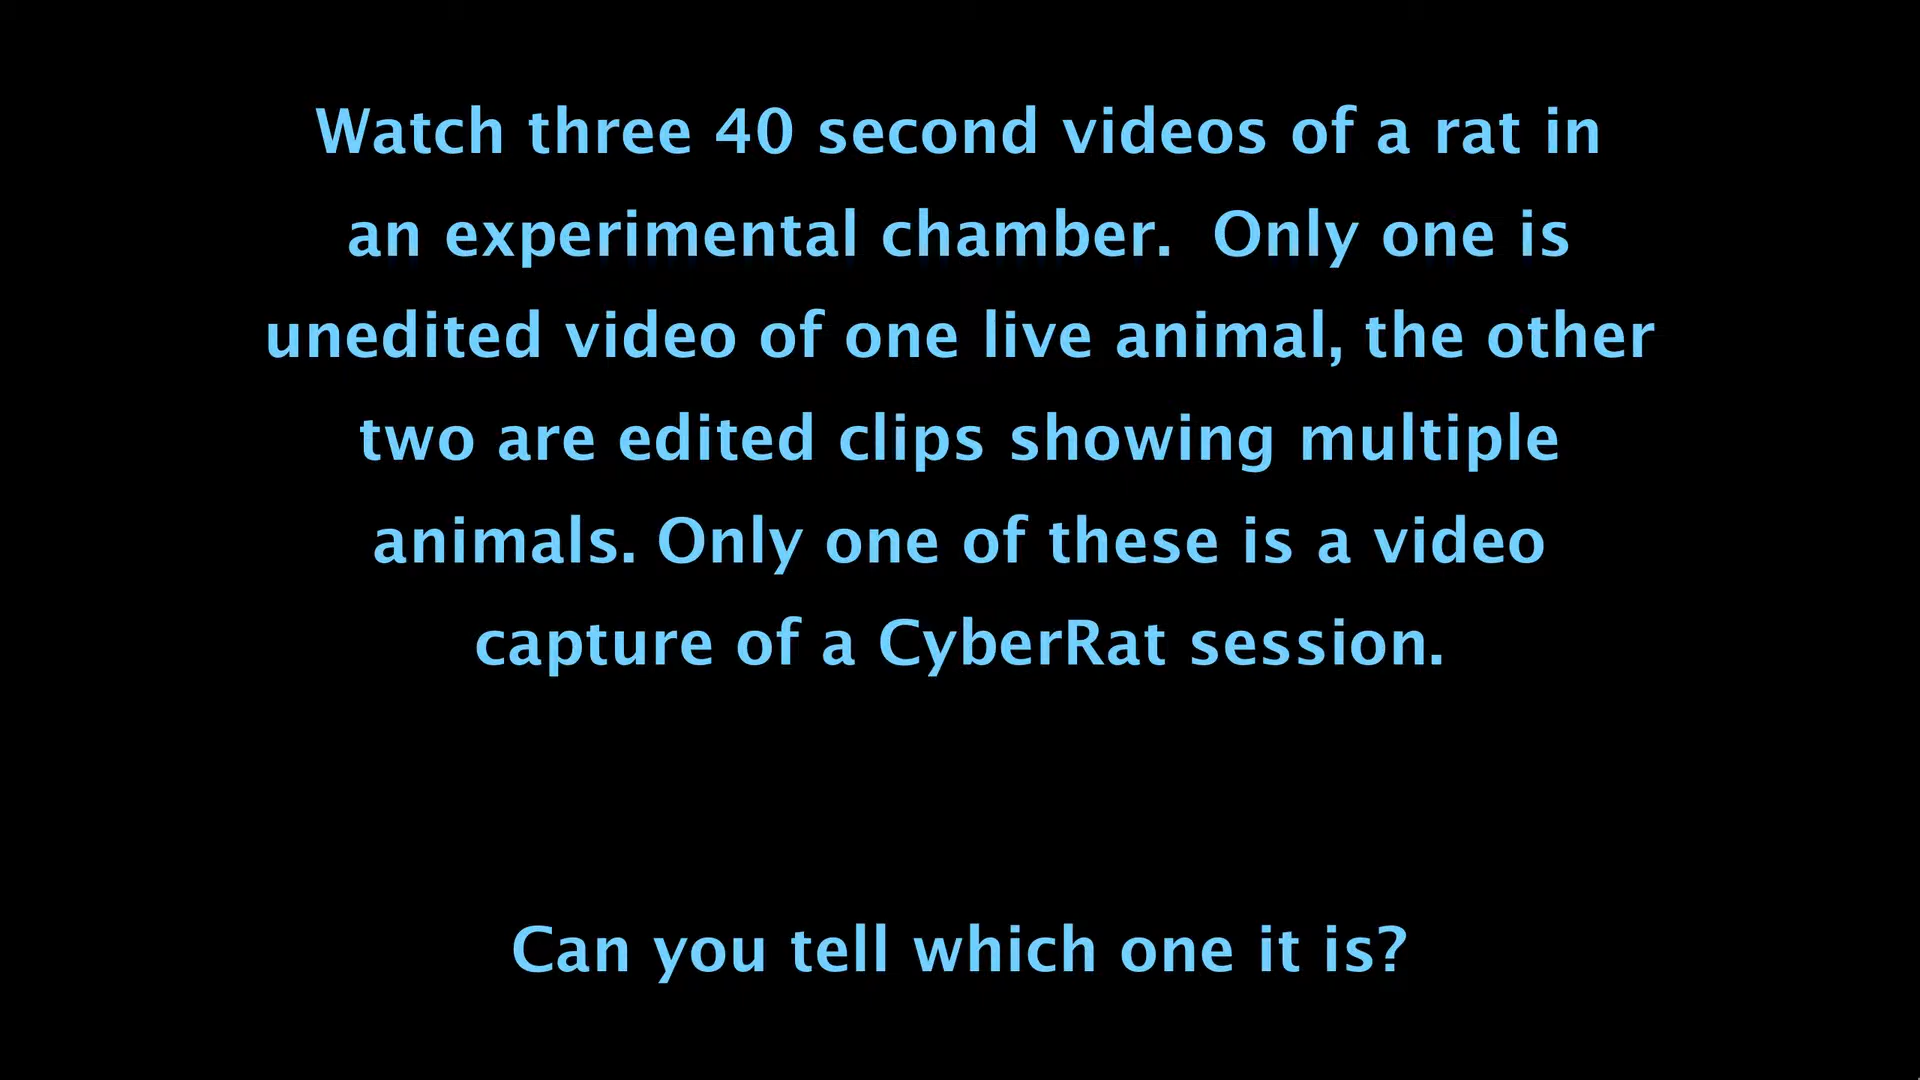 Watch three 40 second videos of a rat in
an experimental chamber.  Only one is
unedited video of one live animal, the other
two are edited clips showing multiple
animals. Only one of these is a video
capture of a CyberRat session.
Can you tell which one it is?